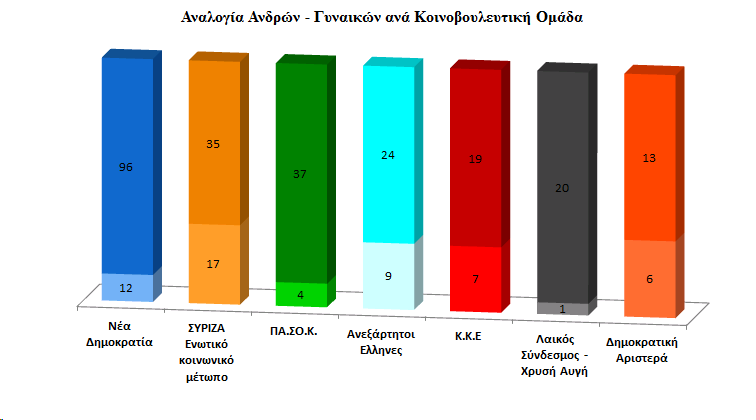 Αναλογία Ανδρών - Γυναικών ανά Κοινοβουλευτική Ομάδα
96
35
37
24
19
20
13
12
17
4
9
7
1
6
Νέα
Δημοκρατία
ΣΥΡΙΖΑ
Ενωτικό
κοινωνικό
μέτωπο
ΠΑ.ΣΟ.Κ.
Ανεξάρτητοι
Ελληνες
Κ.Κ.Ε
Λαικός
Σύνδεσμος -
Χρυσή Αυγή
Δημοκρατική
Αριστερά